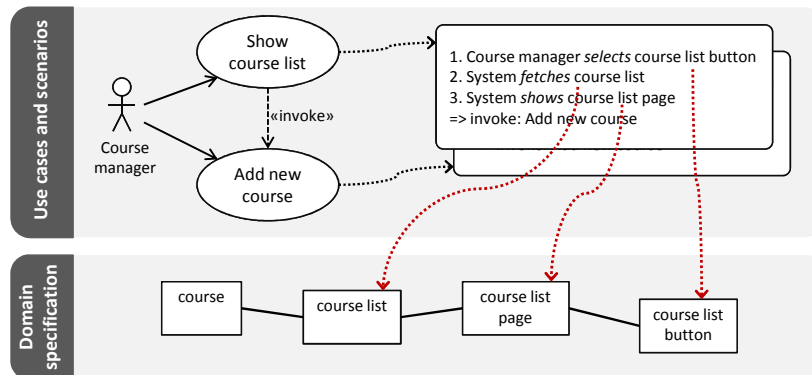 Use cases and scenarios
Show
course list
«invoke»
Course
manager
Add new
course
1. Course manager selects course list button
2. System fetches course list
3. System shows course list page
=> invoke: Add new course
Domain
specification
course
course list
course list
page
course list
button